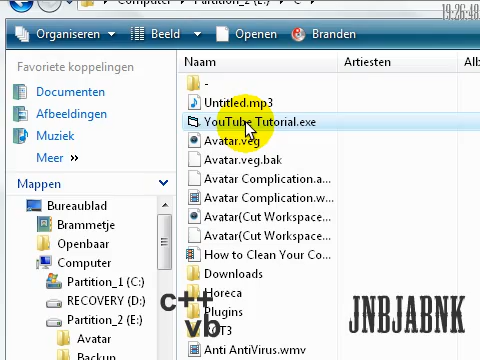 Computer Partition_2 (E:) C
19:26:48
Organiseren Beeld Openen Branden
Favoriete koppelingen
Documenten
Afbeeldingen
Muziek
Meer »
Mappen
Bureaublad
Brammetje
Openbaar
Computer
Partition_1 (C:)
RECOVERY (D:)
Partition_2 (E:)
Avatar
Backup
Naam Artiesten Alb
-
Untitled.mp3
YouTube Tutorial.exe
Avatar.veg
Avatar.veg.bak
Avatar Complication.a...
Avatar Complication.w...
Avatar(Cut Workspace...
Avatar(Cut Workspace...
How to Clean Your Co...
Downloads
Horeca
Plugins
Anti AntiVirus.wmv
c++
vb
JNBJABNK